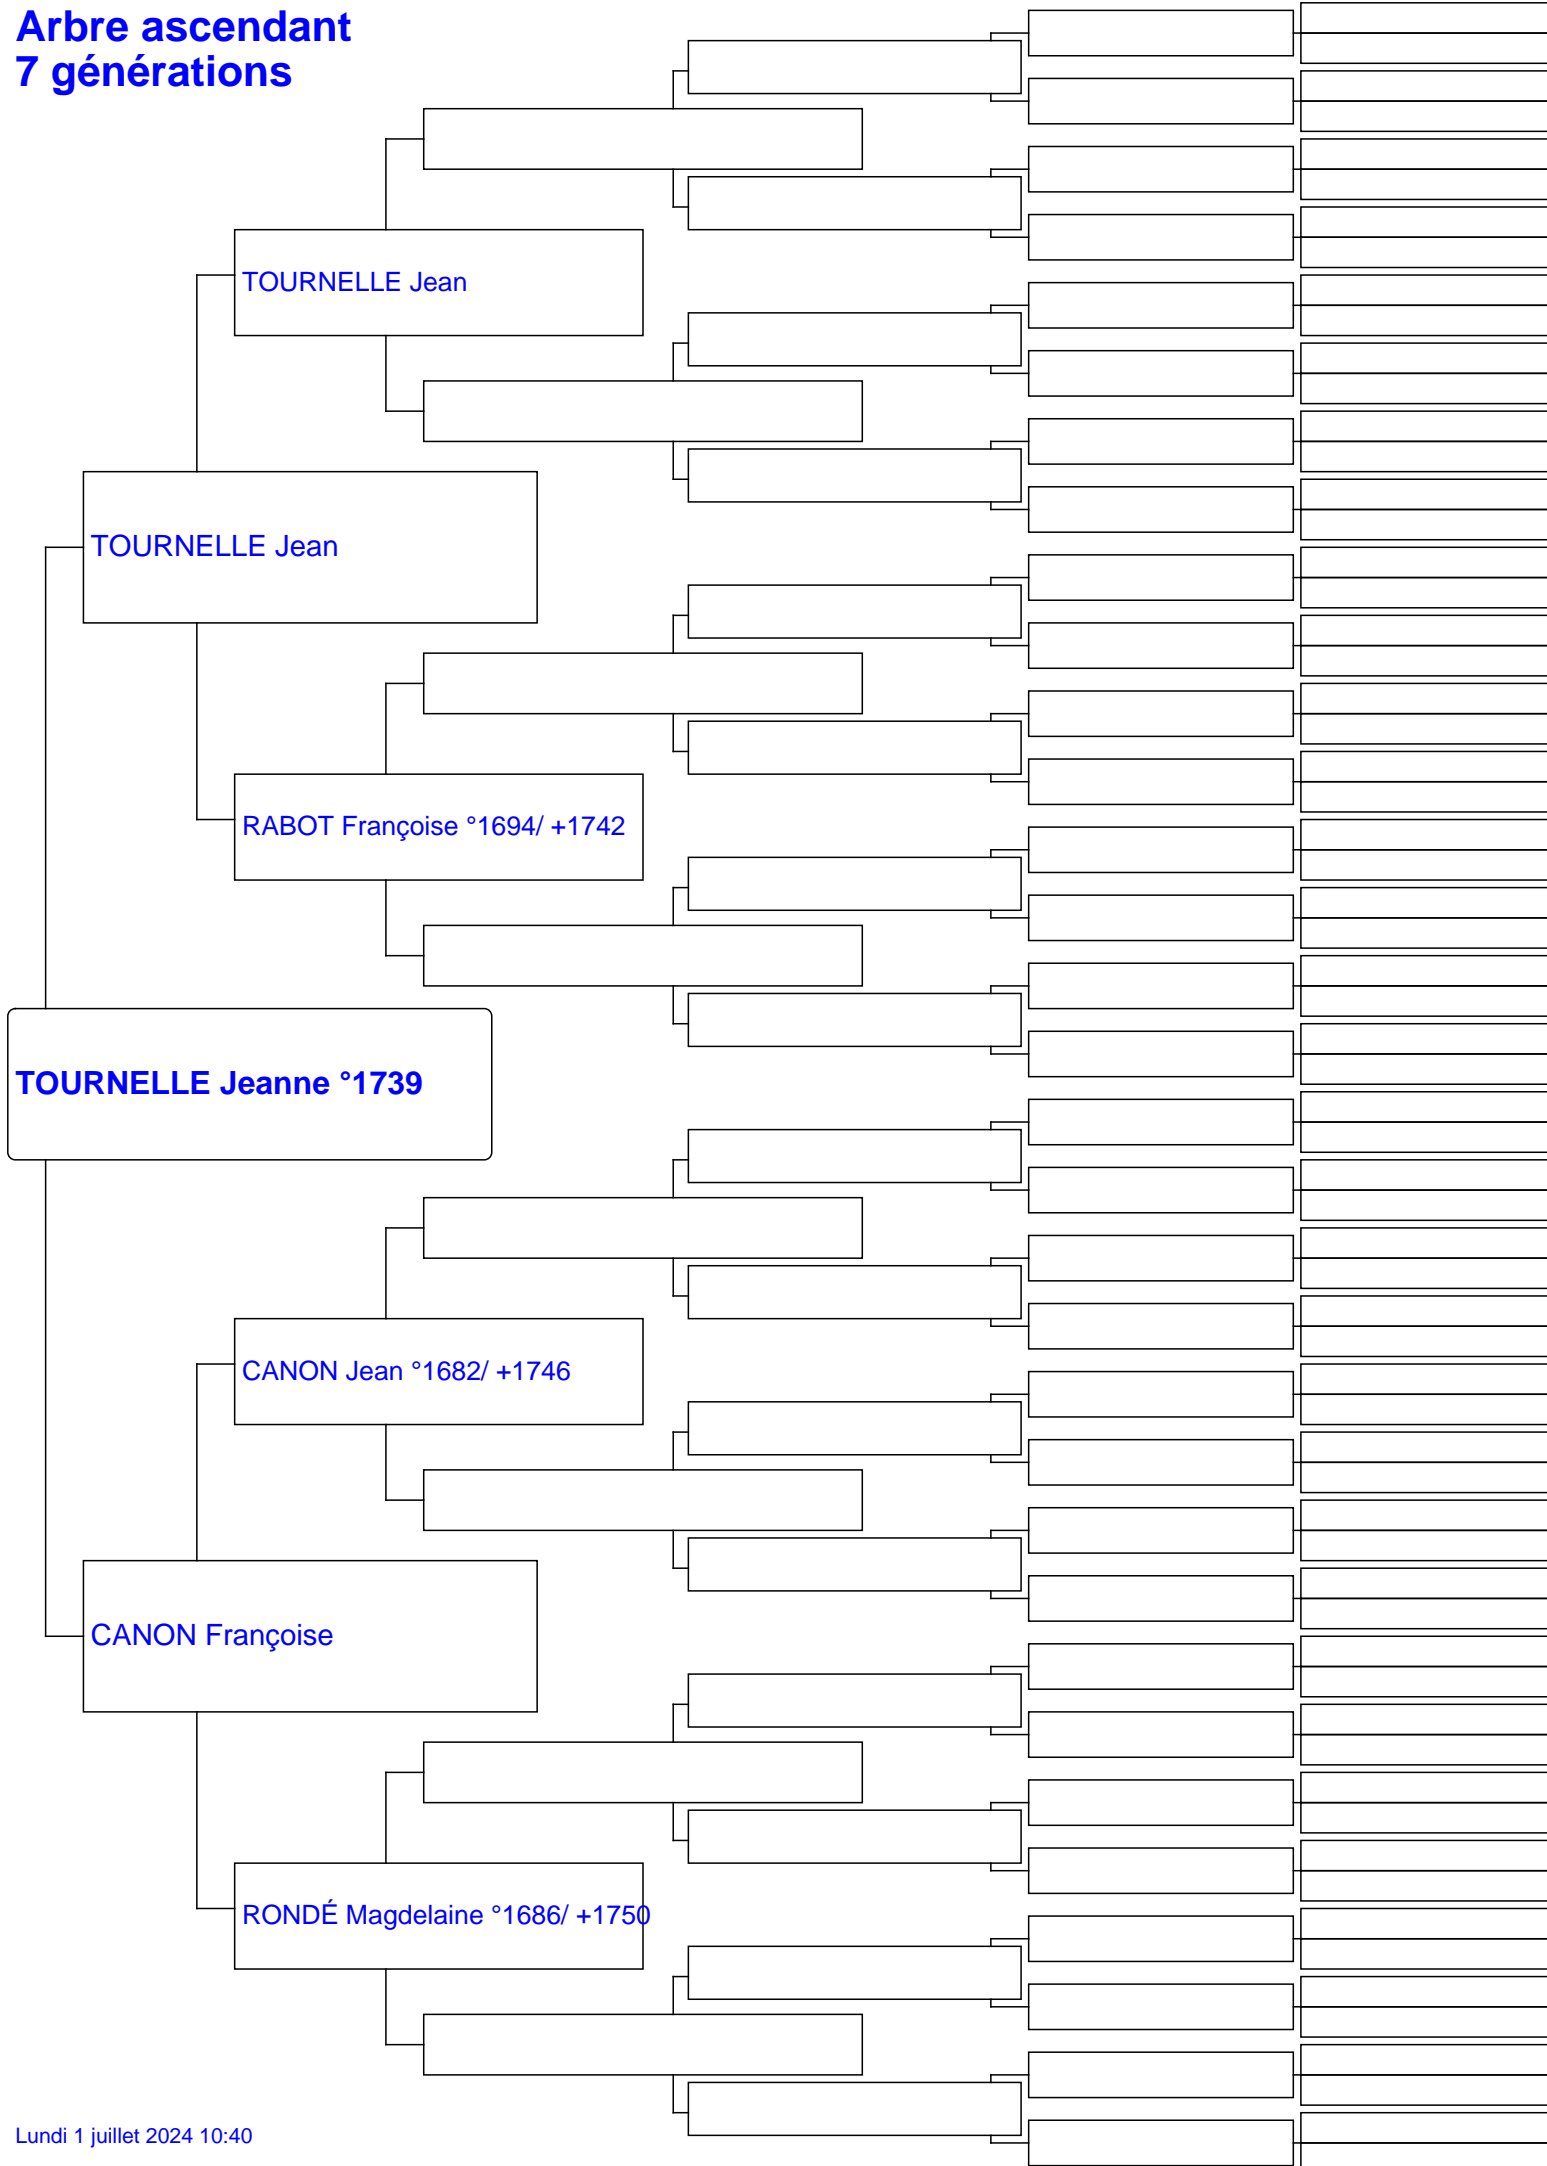 Arbre ascendant
7 générations
TOURNELLE Jean
TOURNELLE Jean
RABOT Françoise °1694/ +1742
TOURNELLE Jeanne °1739
CANON Jean °1682/ +1746
CANON Françoise
RONDÉ Magdelaine °1686/ +1750
Lundi 1 juillet 2024 10:40